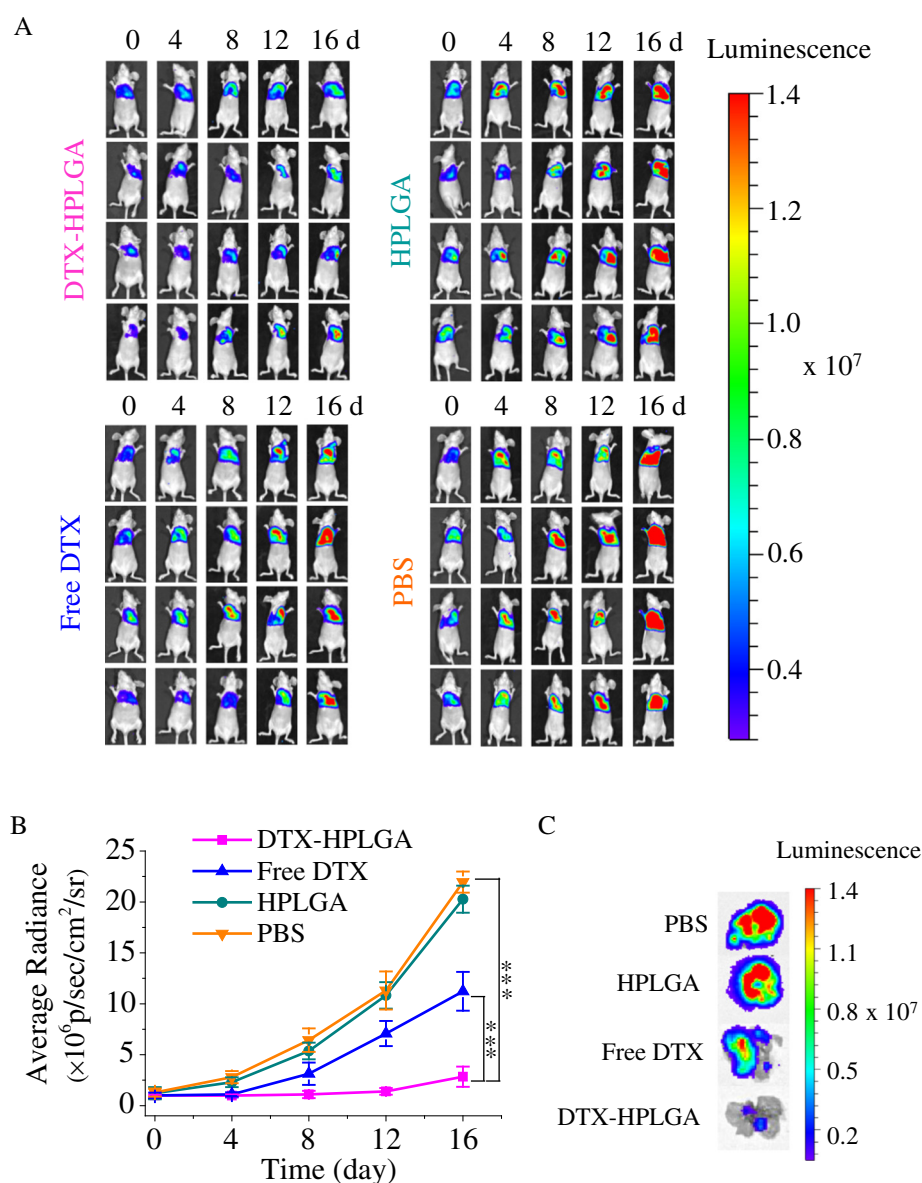 A
0 4 8 12 16 d
0 4 8 12 16 d
Luminescence
DTX-HPLGA
HPLGA
1.4
1.2
1.0
0.8
0.6
0.4
x 10⁷
0 4 8 12 16 d
0 4 8 12 16 d
Free DTX
PBS
B
DTX-HPLGA
Free DTX
HPLGA
PBS
Average Radiance
(×10⁶p/sec/cm²/sr)
25
20
15
10
5
0
***
***
0 4 8 12 16
Time (day)
C
Luminescence
PBS
HPLGA
Free DTX
DTX-HPLGA
1.4
1.1
0.8
0.5
0.2
x 10⁷